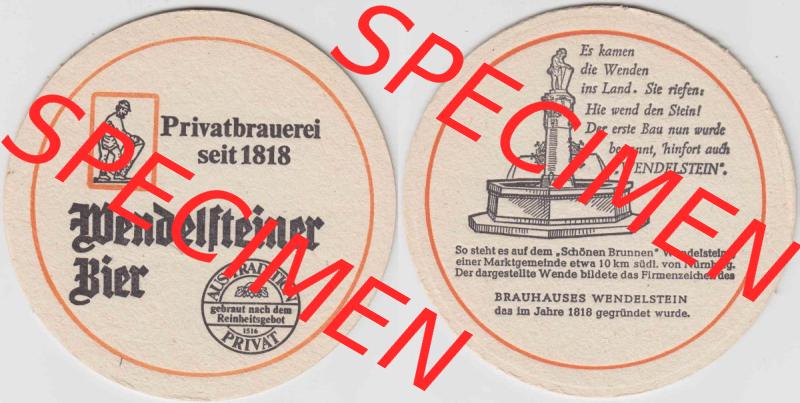 Privatbrauerei
seit 1818
Wendelsteiner
Bier
AUS TRADITION
gebraut nach dem
Reinheitsgebot
1516
PRIVAT
SPECIMEN
Es kamen
die Wenden
ins Land. Sie riefen:
Hie wend den Stein!
Der erste Bau nun wurde
benannt, hinfort auch
"WENDELSTEIN".
So steht es auf dem „Schönen Brunnen" Wendelstein,
einer Marktgemeinde etwa 10 km südl. von Nürnberg.
Der dargestellte Wende bildete das Firmenzeichen des
BRAUHAUSES WENDELSTEIN
das im Jahre 1818 gegründet wurde.
SPECIMEN